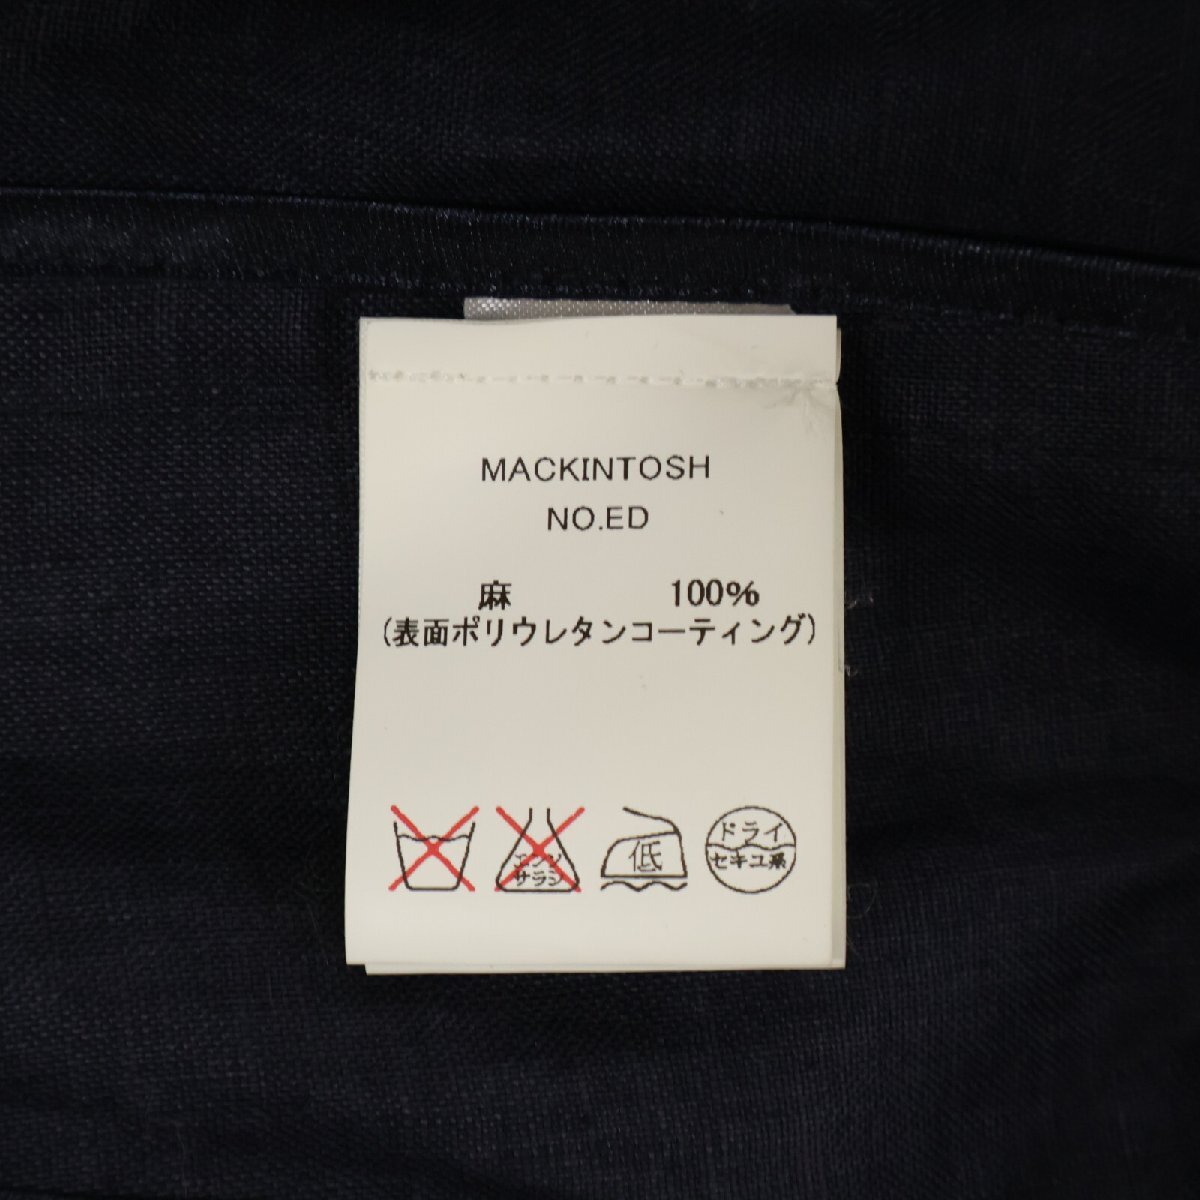 MACKINTOSH
NO.ED
麻 100%
(表面ポリウレタンコーティング)
エンソ
サラシ
低
ドライ
セキユ系